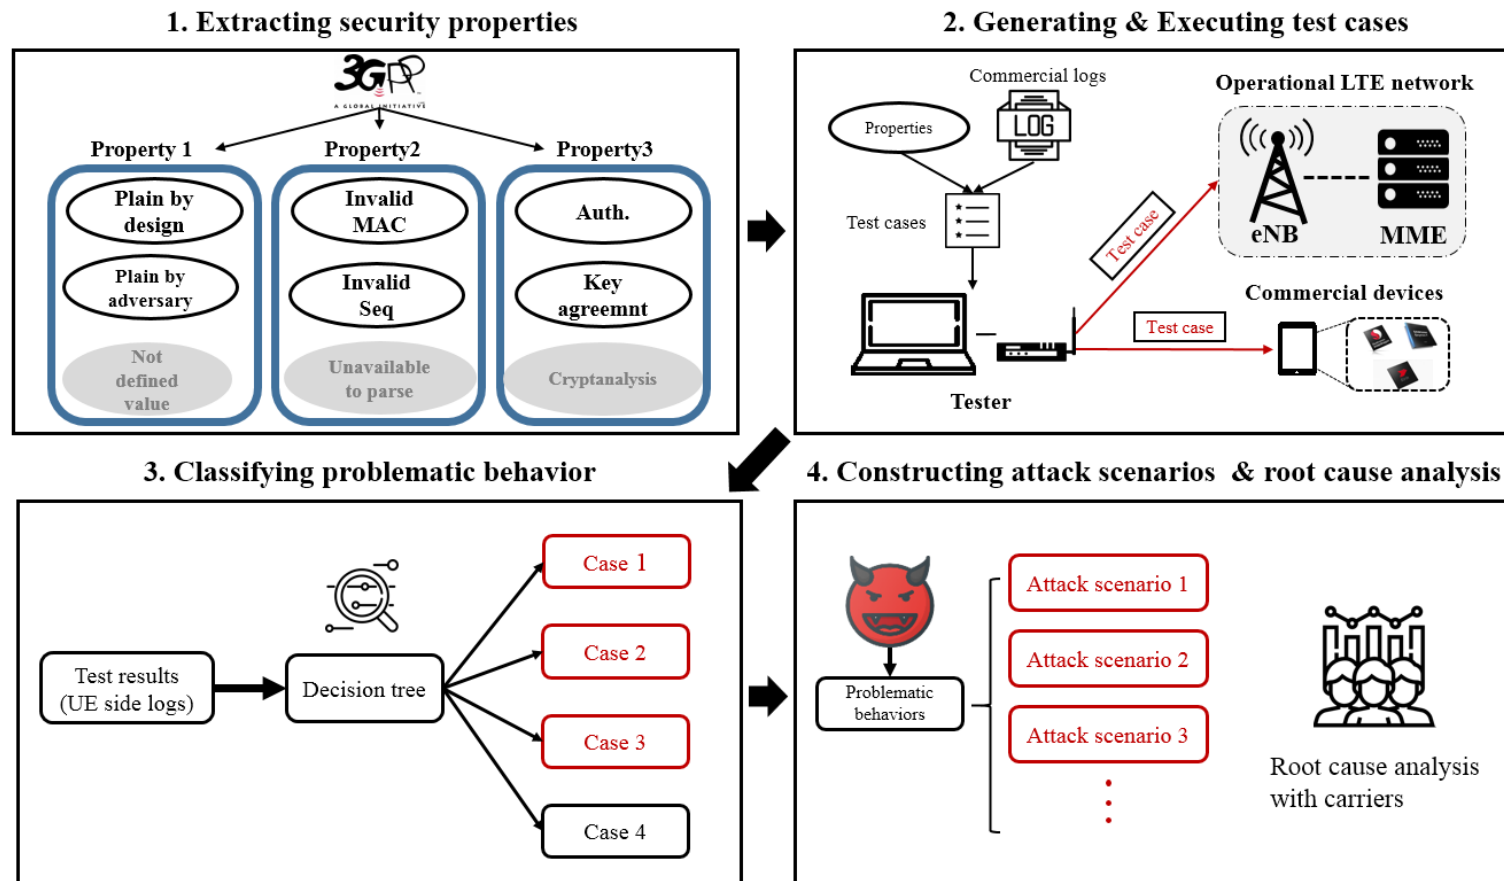 1. Extracting security properties
3GPP
A GLOBAL INITIATIVE
Property 1
Property2
Property3
Plain by
design
Plain by
adversary
Not
defined
value
Invalid
MAC
Invalid
Seq
Unavailable
to parse
Auth.
Key
agreemnt
Cryptanalysis
2. Generating & Executing test cases
Commercial logs
LOG
Properties
Test cases
Tester
Test case
Test case
Operational LTE network
eNB
MME
Commercial devices
3. Classifying problematic behavior
Test results
(UE side logs)
Decision tree
Case 1
Case 2
Case 3
Case 4
4. Constructing attack scenarios & root cause analysis
Problematic
behaviors
Attack scenario 1
Attack scenario 2
Attack scenario 3
Root cause analysis
with carriers